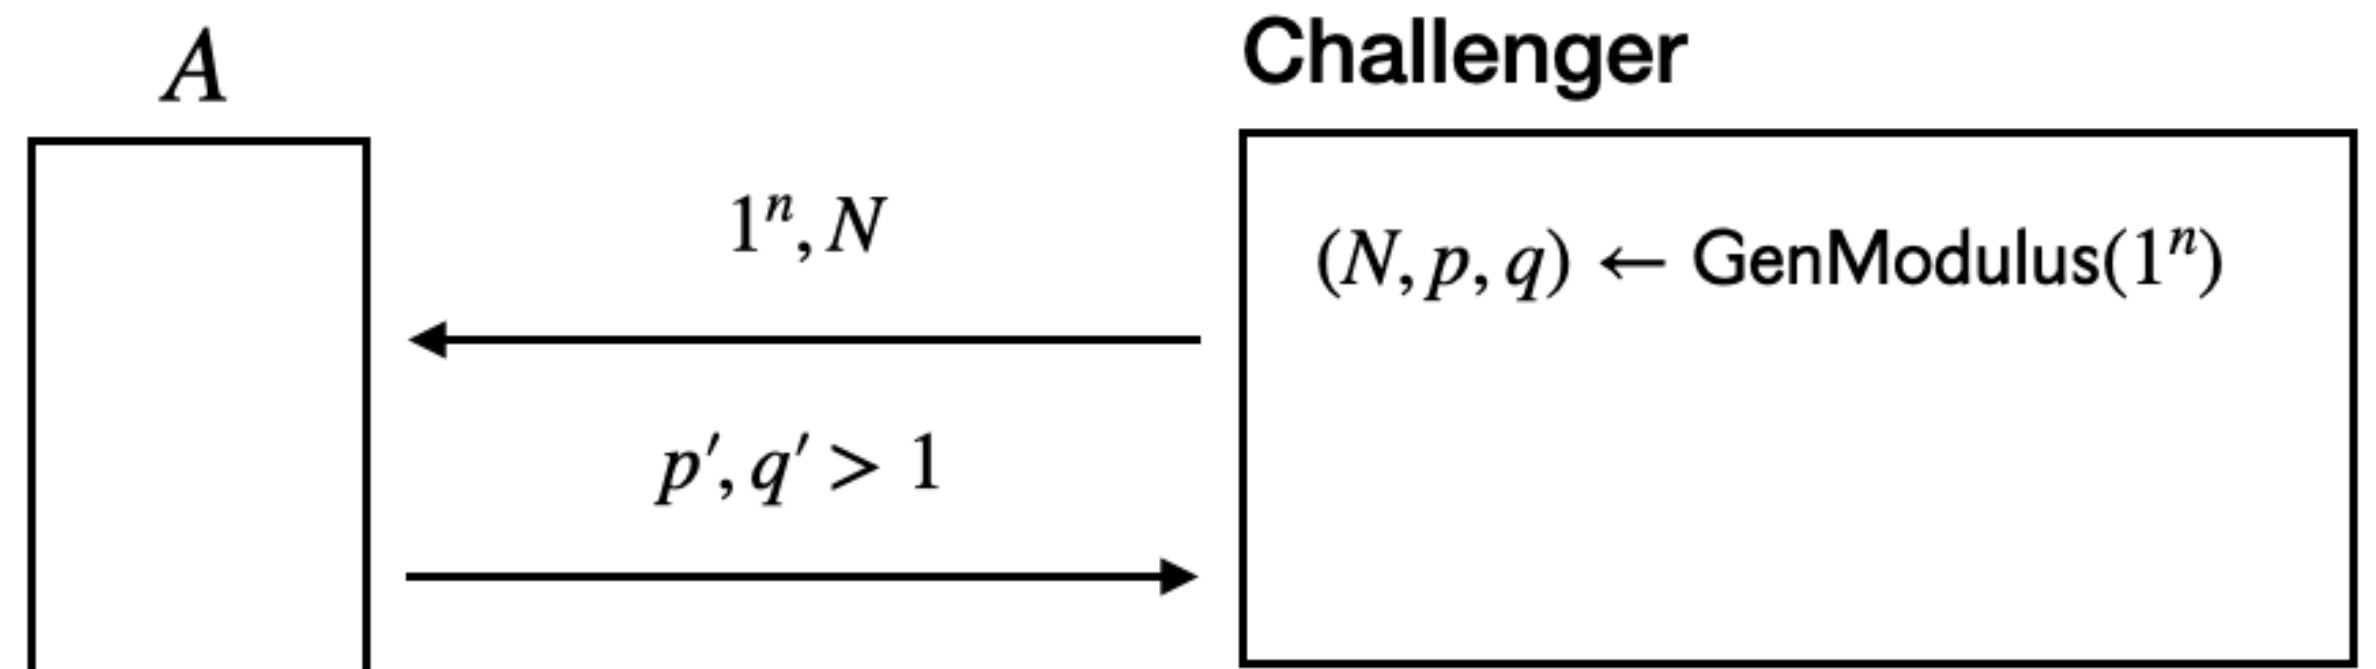 A
Challenger
1ⁿ, N
(N, p, q) ← GenModulus(1ⁿ)
p′, q′ > 1